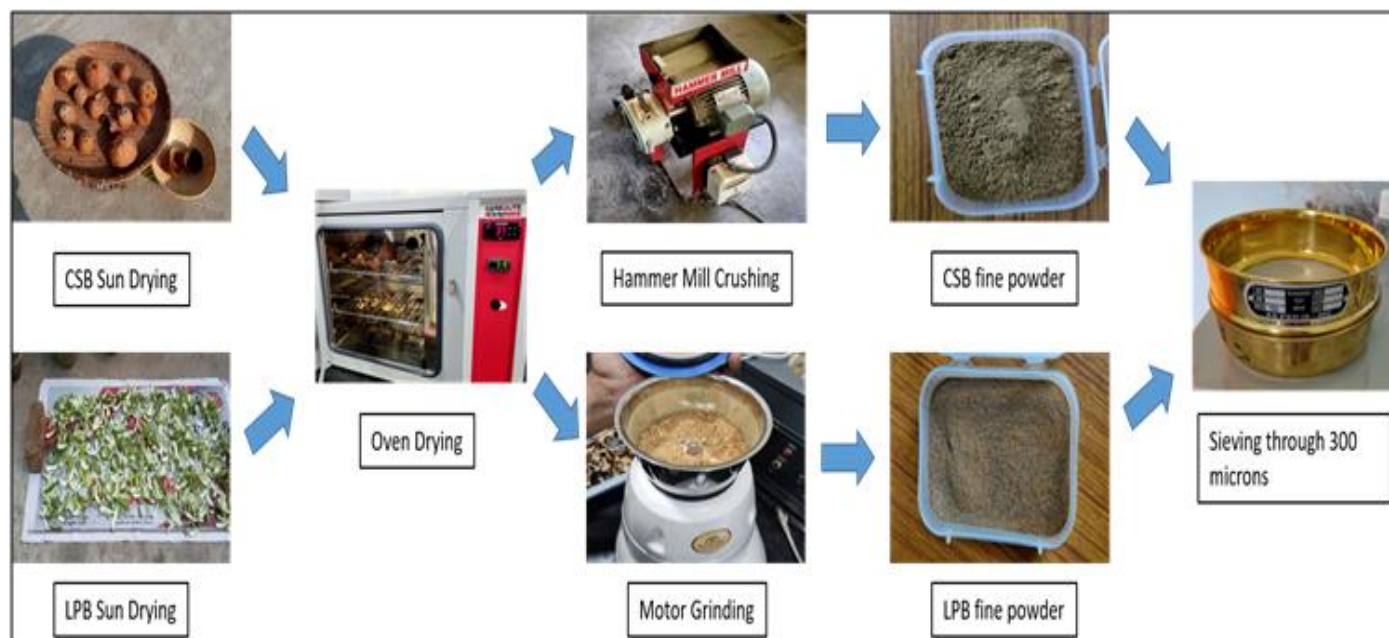 HAMMER MILL
CSB Sun Drying
Hammer Mill Crushing
CSB fine powder
Oven Drying
Sieving through 300
microns
LPB Sun Drying
Motor Grinding
LPB fine powder